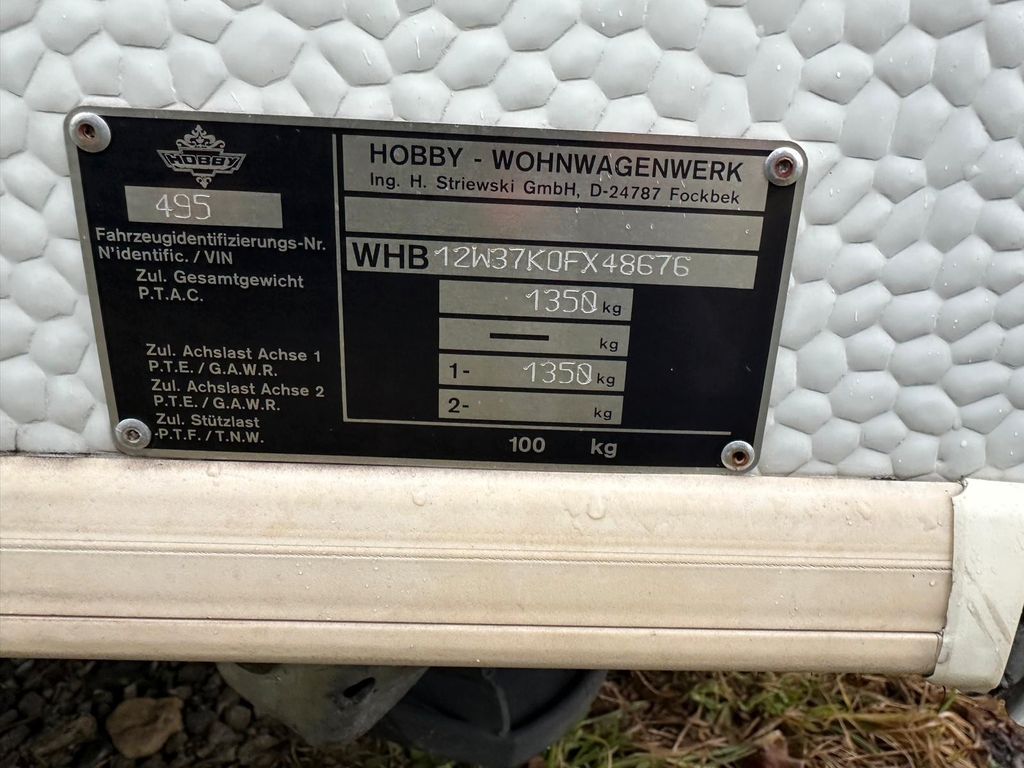 HOBBY
495
Fahrzeugidentifizierungs-Nr.
N'identific. / VIN
Zul. Gesamtgewicht
P.T.A.C.
Zul. Achslast Achse 1
P.T.E. / G.A.W.R.
Zul. Achslast Achse 2
P.T.E. / G.A.W.R.
Zul. Stützlast
P.T.F. / T.N.W.
HOBBY - WOHNWAGENWERK
Ing. H. Striewski GmbH, D-24787 Fockbek
WHB 12W37K0FX48676
1350 kg
— kg
1- 1350 kg
2- kg
100 kg